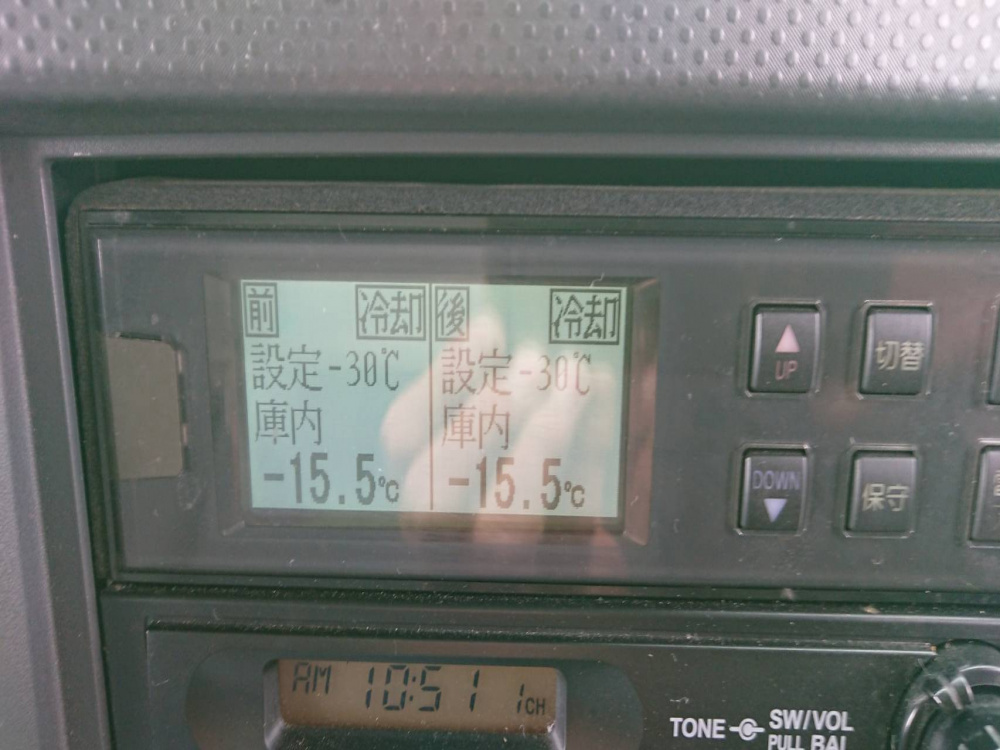 前 冷却 後 冷却
設定-30℃ 設定-30℃
庫内 庫内
-15.5℃ -15.5℃
UP 切替
DOWN 保守
AM 10:51 1CH
TONE SW/VOL
PULL BAL